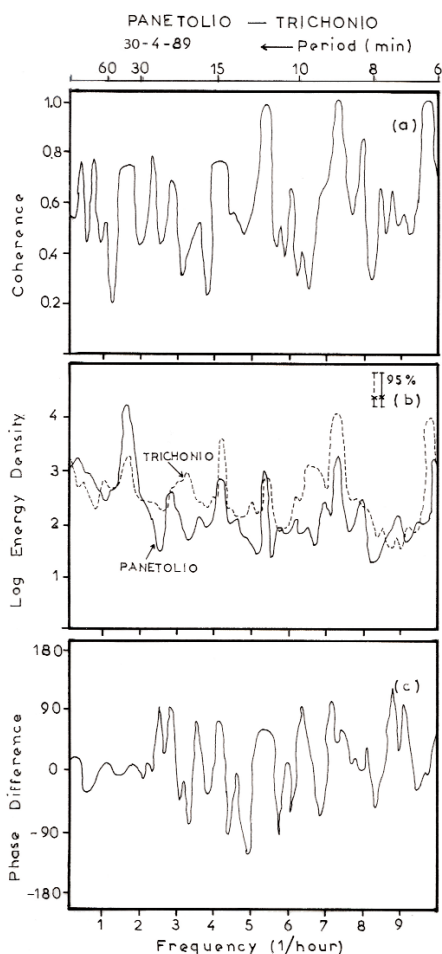 PANETOLIO — TRICHONIO
30-4-89 ← Period (min)
60 30 15 10 8 6
Coherence
1.0
0.8
0.6
0.4
0.2
(a)
Log Energy Density
4
3
2
1
95%
(b)
TRICHONIO
PANETOLIO
Phase Difference
180
90
0
-90
-180
(c)
1 2 3 4 5 6 7 8 9
Frequency (1/hour)